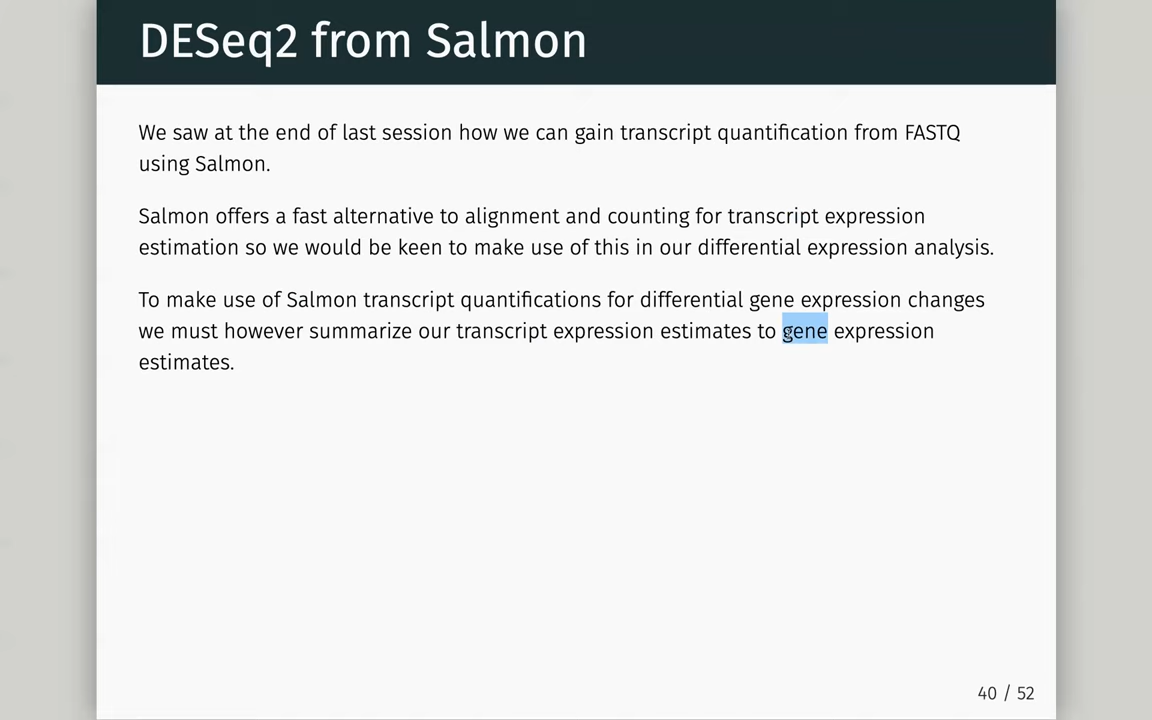 DESeq2 from Salmon
We saw at the end of last session how we can gain transcript quantification from FASTQ
using Salmon.
Salmon offers a fast alternative to alignment and counting for transcript expression
estimation so we would be keen to make use of this in our differential expression analysis.
To make use of Salmon transcript quantifications for differential gene expression changes
we must however summarize our transcript expression estimates to gene expression
estimates.
40 / 52